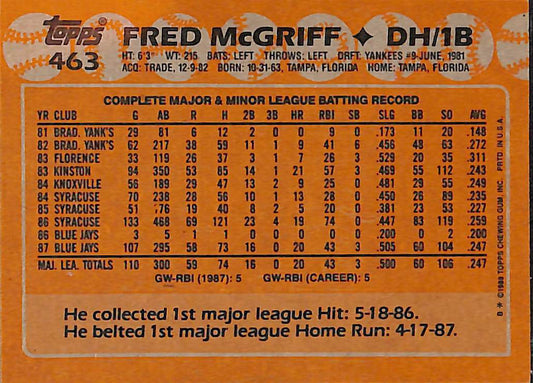 topps FRED McGRIFF ✦ DH/1B
463 HT: 6'3" WT: 215 BATS: LEFT THROWS: LEFT DRFT: YANKEES #9-JUNE, 1981
ACQ: TRADE, 12-9-82 BORN: 10-31-63, TAMPA, FLORIDA HOME: TAMPA, FLORIDA
COMPLETE MAJOR & MINOR LEAGUE BATTING RECORD
YR CLUB G AB R H 2B 3B HR RBI SB SLG BB SO AVG
81 BRAD. YANK'S 29 81 6 12 2 0 0 9 0 .173 11 20 .148
82 BRAD. YANK'S 62 217 38 59 11 1 9 41 6 .456 48 63 .272
83 FLORENCE 33 119 26 37 3 1 7 26 3 .529 20 35 .311
83 KINSTON 94 350 53 85 14 1 21 57 3 .469 55 112 .243
84 KNOXVILLE 56 189 29 47 13 2 9 25 0 .481 29 55 .249
84 SYRACUSE 70 238 28 56 10 1 13 28 0 .450 26 89 .235
85 SYRACUSE 51 176 19 40 8 2 5 20 0 .381 23 53 .227
86 SYRACUSE 133 468 69 121 23 4 19 74 0 .447 83 119 .259
86 BLUE JAYS 3 5 1 1 0 0 0 0 0 .200 0 2 .200
87 BLUE JAYS 107 295 58 73 16 0 20 43 3 .505 60 104 .247
MAJ. LEA. TOTALS 110 300 59 74 16 0 20 43 3 .500 60 106 .247
GW-RBI (1987): 5 GW-RBI (CAREER): 5
He collected 1st major league Hit: 5-18-86.
He belted 1st major league Home Run: 4-17-87.
B * ©1988 TOPPS CHEWING GUM, INC. PRTD. IN U.S.A.